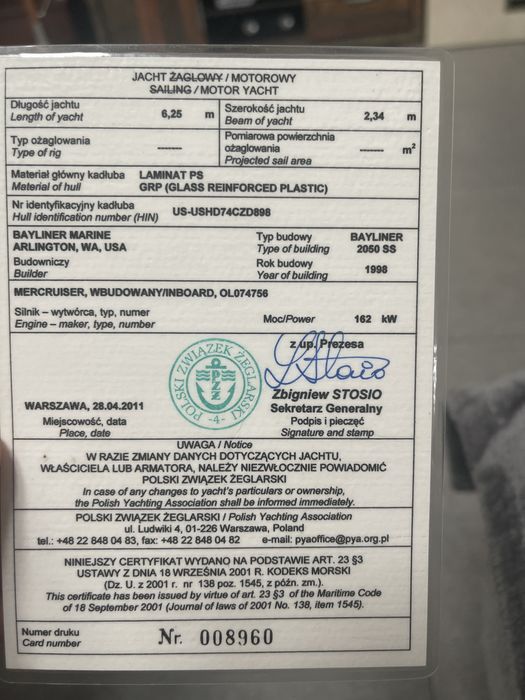 JACHT ŻAGLOWY / MOTOROWY
SAILING / MOTOR YACHT
Długość jachtu
Length of yacht
6,25 m
Szerokość jachtu
Beam of yacht
2,34 m
Typ ożaglowania
Type of rig
------
Pomiarowa powierzchnia
ożaglowania
Projected sail area
------ m²
Materiał główny kadłuba LAMINAT PS
Material of hull GRP (GLASS REINFORCED PLASTIC)
Nr identyfikacyjny kadłuba
Hull identification number (HIN)
US-USHD74CZD898
BAYLINER MARINE
ARLINGTON, WA, USA
Budowniczy
Builder
Typ budowy BAYLINER
Type of building 2050 SS
Rok budowy
Year of building
1998
MERCRUISER, WBUDOWANY/INBOARD, OL074756
Silnik – wytwórca, typ, numer
Engine – maker, type, number
Moc/Power 162 kW
POLSKI ZWIĄZEK ŻEGLARSKI
PZŻ
-4-
z up. Prezesa
Zbigniew STOSIO
Sekretarz Generalny
Podpis i pieczęć
Signature and stamp
WARSZAWA, 28.04.2011
Miejscowość, data
Place, date
UWAGA / Notice
W RAZIE ZMIANY DANYCH DOTYCZĄCYCH JACHTU,
WŁAŚCICIELA LUB ARMATORA, NALEŻY NIEZWŁOCZNIE POWIADOMIĆ
POLSKI ZWIĄZEK ŻEGLARSKI
In case of any changes to yacht's particulars or ownership,
the Polish Yachting Association shall be informed immediately.
POLSKI ZWIĄZEK ŻEGLARSKI / Polish Yachting Association
ul. Ludwiki 4, 01-226 Warszawa, Poland
tel.: +48 22 848 04 83, fax: +48 22 848 04 82 e-mail: pyaoffice@pya.org.pl
NINIEJSZY CERTYFIKAT WYDANO NA PODSTAWIE ART. 23 §3
USTAWY Z DNIA 18 WRZEŚNIA 2001 R. KODEKS MORSKI
(Dz. U. z 2001 r. nr 138 poz. 1545, z późn. zm.).
This certificate has been issued by virtue of art. 23 §3 of the Maritime Code
of 18 September 2001 (Journal of laws of 2001 No. 138, item 1545).
Numer druku
Card number
Nr. 008960